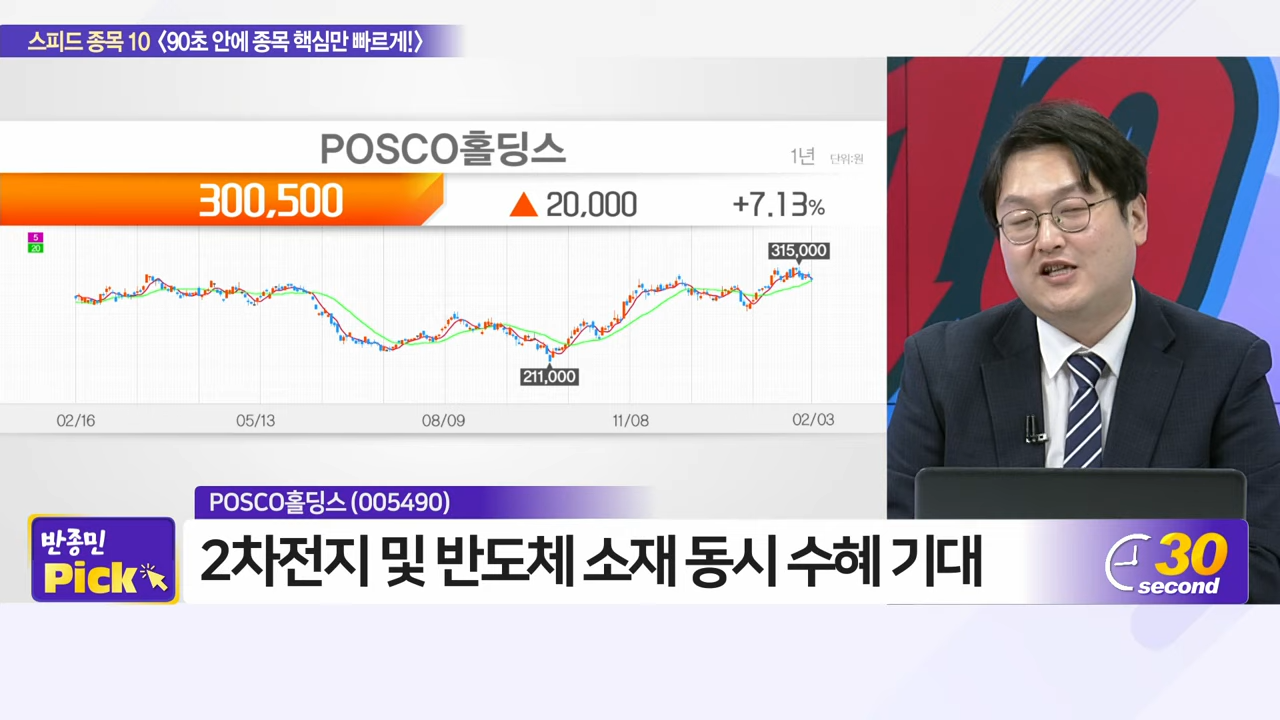 스피드 종목 10 《90초 안에 종목 핵심만 빠르게!》
POSCO홀딩스
1년 단위:원
300,500 ▲ 20,000 +7.13%
5
20
315,000
211,000
02/16 05/13 08/09 11/08 02/03
10
POSCO홀딩스 (005490)
반종민
Pick
2차전지 및 반도체 소재 동시 수혜 기대
30
second